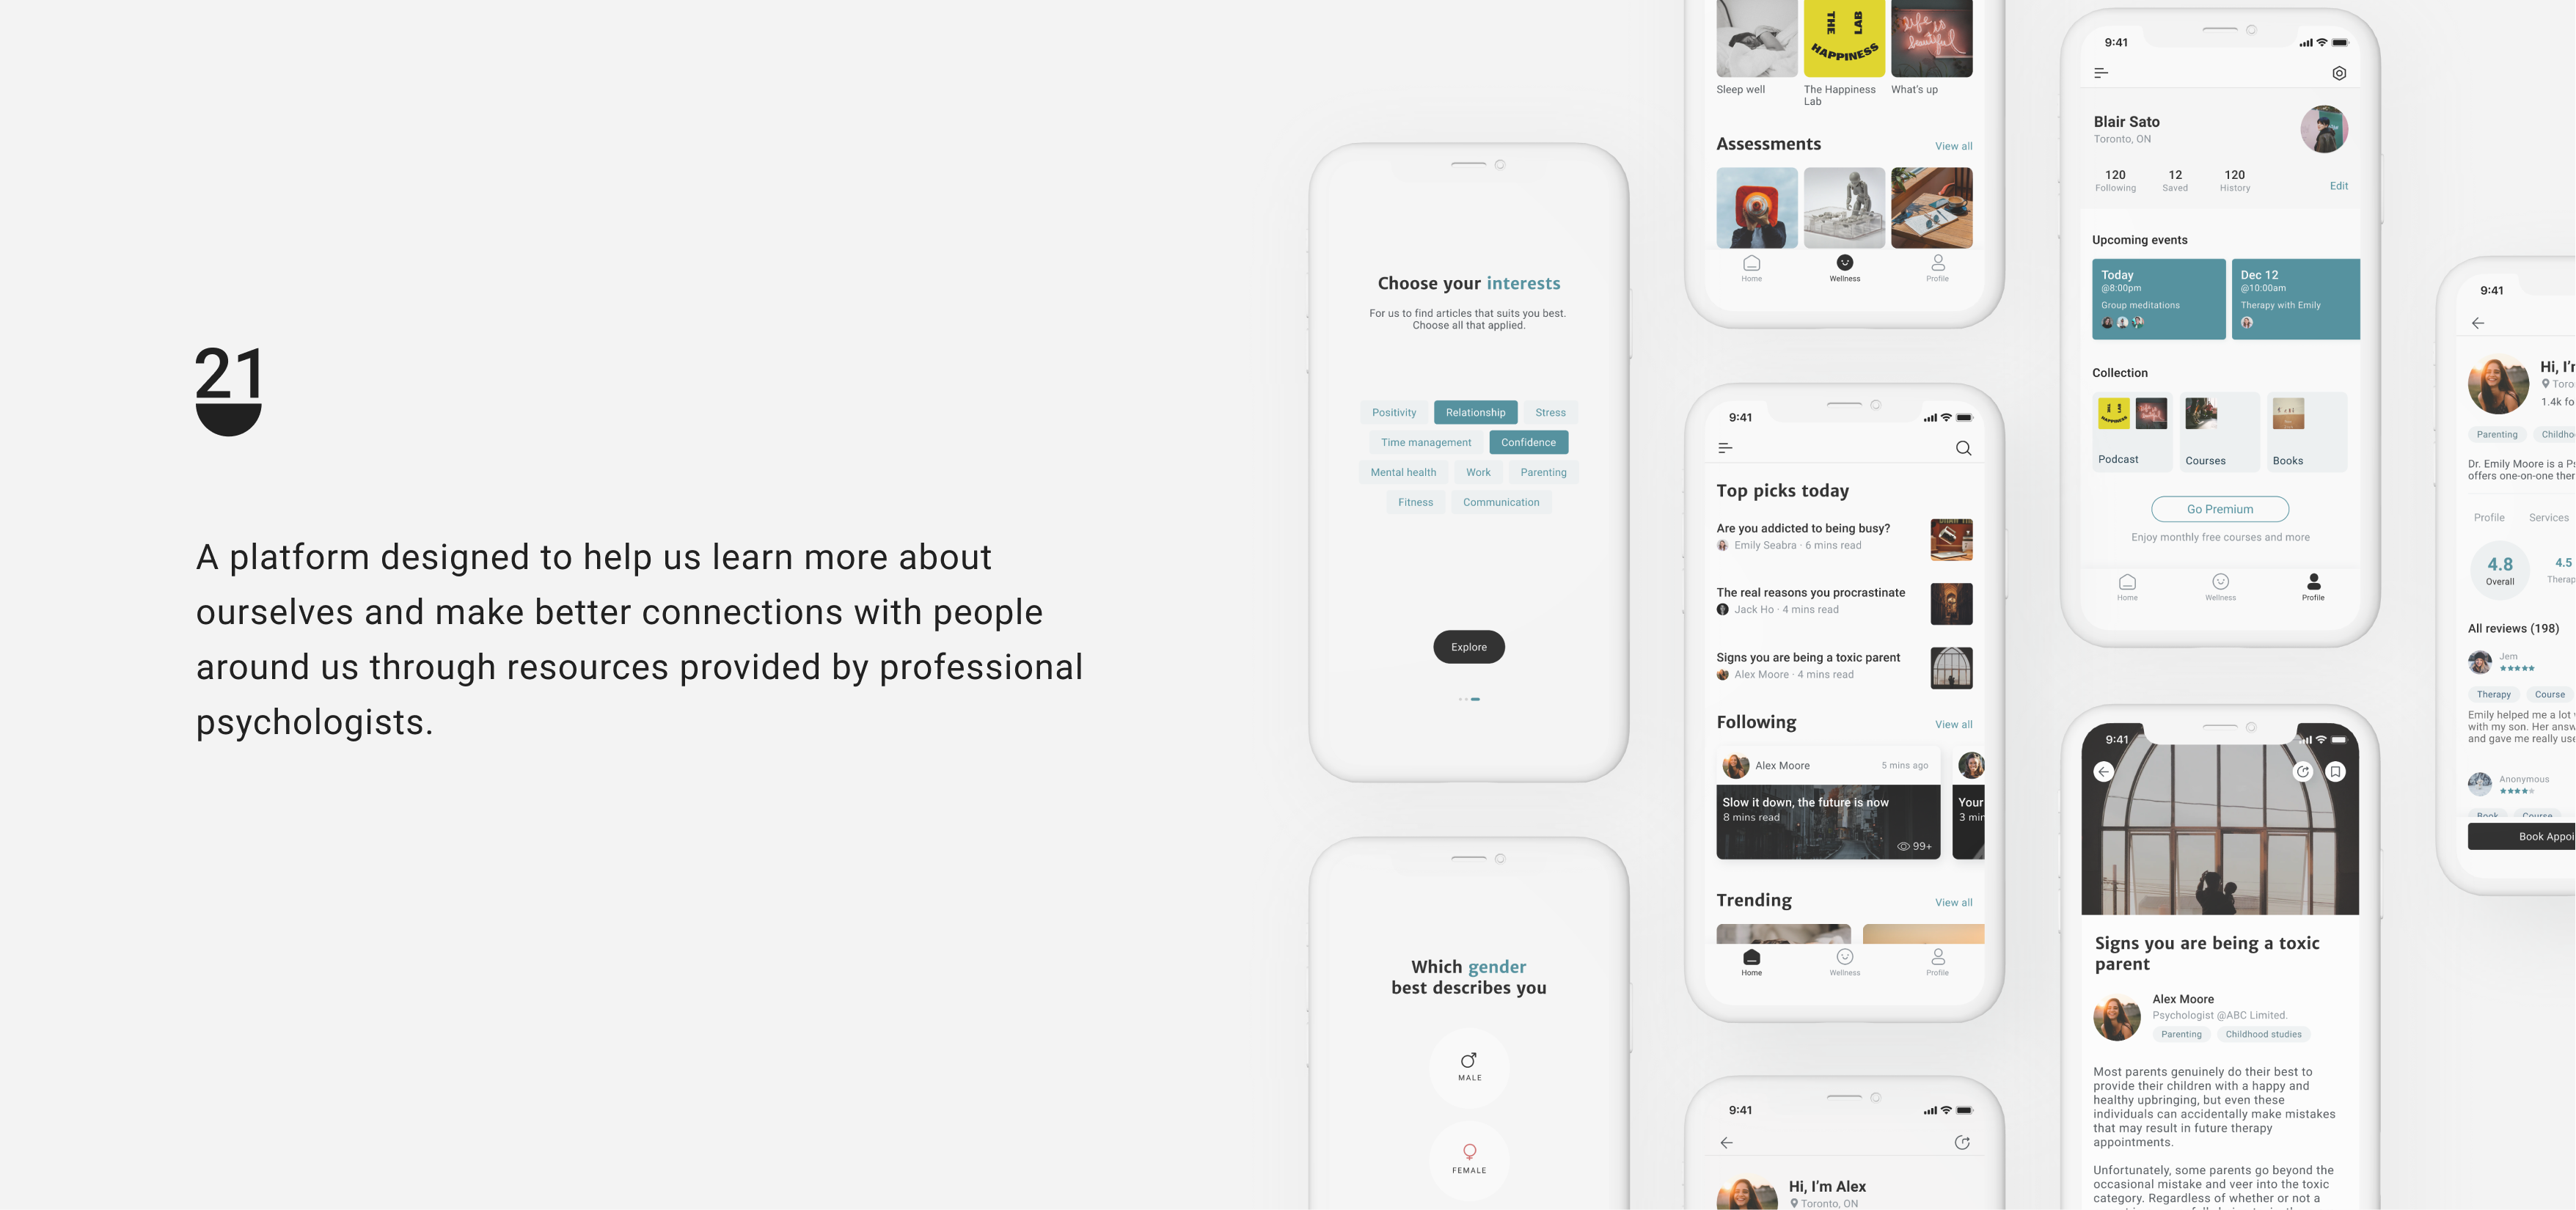 21
A platform designed to help us learn more about
ourselves and make better connections with people
around us through resources provided by professional
psychologists.
Choose your interests
For us to find articles that suits you best.
Choose all that applied.
Positivity Relationship Stress
Time management Confidence
Mental health Work Parenting
Fitness Communication
Explore
Which gender
best describes you
MALE
FEMALE
THE LAB
HAPPINESS
life is
beautiful
Sleep well The Happiness What's up
Lab
Assessments View all
Home Wellness Profile
9:41
Top picks today
Are you addicted to being busy?
Emily Seabra · 6 mins read
The real reasons you procrastinate
Jack Ho · 4 mins read
Signs you are being a toxic parent
Alex Moore · 4 mins read
Following View all
Alex Moore 5 mins ago
Slow it down, the future is now Your
8 mins read 3 min
99+
Trending View all
Home Wellness Profile
9:41
Hi, I'm Alex
Toronto, ON
9:41
Blair Sato
Toronto, ON
120 12 120
Following Saved History Edit
Upcoming events
Today Dec 12
@8:00pm @10:00am
Group meditations Therapy with Emily
Collection
Podcast Courses Books
Go Premium
Enjoy monthly free courses and more
Home Wellness Profile
9:41
Signs you are being a toxic
parent
Alex Moore
Psychologist @ABC Limited.
Parenting Childhood studies
Most parents genuinely do their best to
provide their children with a happy and
healthy upbringing, but even these
individuals can accidentally make mistakes
that may result in future therapy
appointments.
Unfortunately, some parents go beyond the
occasional mistake and veer into the toxic
category. Regardless of whether or not a
9:41
Hi, I'm
Toro
1.4k fo
Parenting Childho
Dr. Emily Moore is a Ps
offers one-on-one ther
Profile Services
4.8 4.5
Overall Therap
All reviews (198)
Jem
Therapy Course
Emily helped me a lot
with my son. Her answ
and gave me really use
Anonymous
Book Course
Book Appoi